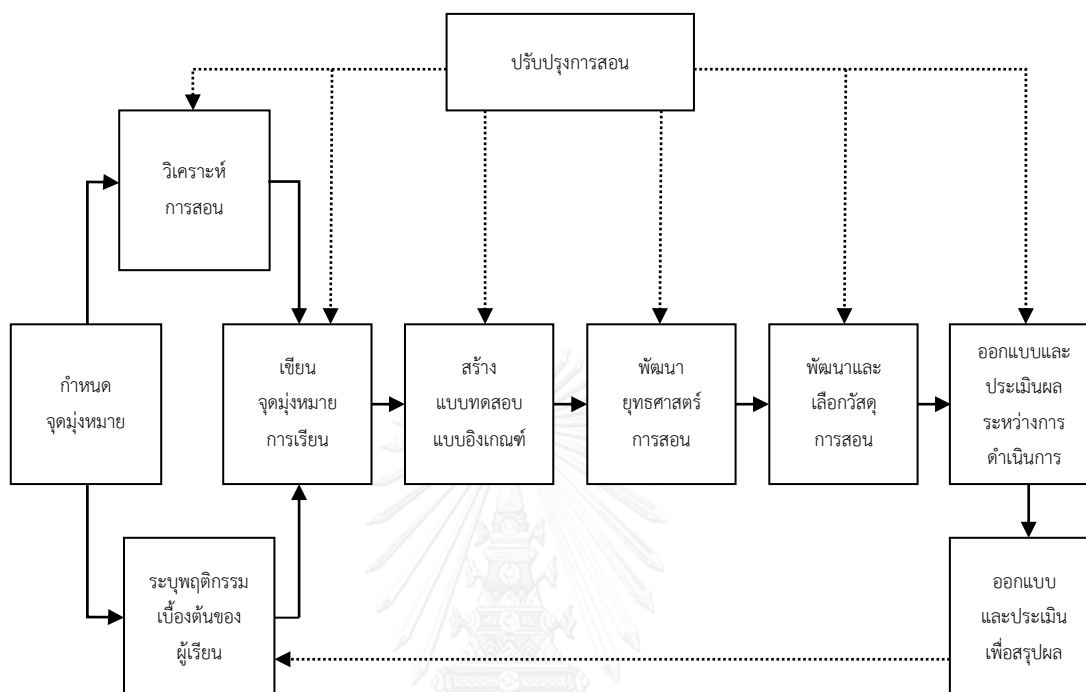 ปรับปรุงการสอน
วิเคราะห์
การสอน
กำหนด
จุดมุ่งหมาย
เขียน
จุดมุ่งหมาย
การเรียน
สร้าง
แบบทดสอบ
แบบอิงเกณฑ์
พัฒนา
ยุทธศาสตร์
การสอน
พัฒนาและ
เลือกวัสดุ
การสอน
ออกแบบและ
ประเมินผล
ระหว่างการ
ดำเนินการ
ระบุพฤติกรรม
เบื้องต้นของ
ผู้เรียน
ออกแบบ
และประเมิน
เพื่อสรุปผล